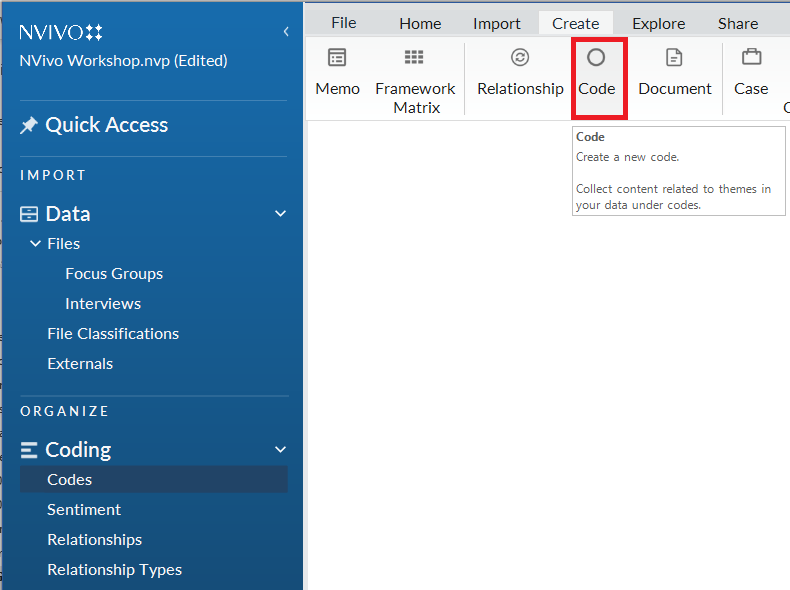 NVIVO
NVivo Workshop.nvp (Edited)
Quick Access
IMPORT
Data
Files
Focus Groups
Interviews
File Classifications
Externals
ORGANIZE
Coding
Codes
Sentiment
Relationships
Relationship Types
File Home Import Create Explore Share
Memo
Framework
Matrix
Relationship
Code
Document
Case
Code
Create a new code.
Collect content related to themes in
your data under codes.